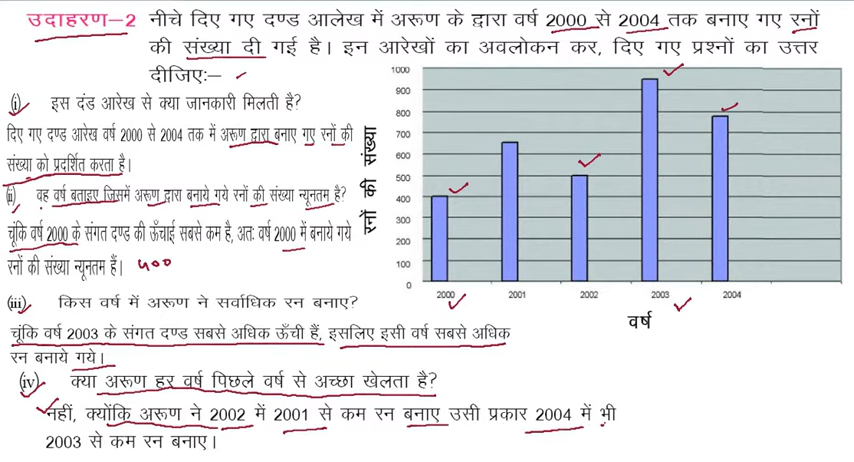 उदाहरण–2 नीचे दिए गए दण्ड आलेख में अरूण के द्वारा वर्ष 2000 से 2004 तक बनाए गए रनों
की संख्या दी गई है। इन आरेखों का अवलोकन कर, दिए गए प्रश्नों का उत्तर
दीजिए:–
(i) इस दंड आरेख से क्या जानकारी मिलती है?
दिए गए दण्ड आरेख वर्ष 2000 से 2004 तक में अरूण द्वारा बनाए गए रनों की
संख्या को प्रदर्शित करता है।
(ii) वह वर्ष बताइए जिसमें अरूण द्वारा बनाये गये रनों की संख्या न्यूनतम है?
चूंकि वर्ष 2000 के संगत दण्ड की ऊँचाई सबसे कम है, अतः वर्ष 2000 में बनाये गये
रनों की संख्या न्यूनतम हैं। 400
(iii) किस वर्ष में अरूण ने सर्वाधिक रन बनाए?
चूंकि वर्ष 2003 के संगत दण्ड सबसे अधिक ऊँची हैं, इसलिए इसी वर्ष सबसे अधिक
रन बनाये गये।
(iv) क्या अरूण हर वर्ष पिछले वर्ष से अच्छा खेलता है?
नहीं, क्योंकि अरूण ने 2002 में 2001 से कम रन बनाए उसी प्रकार 2004 में भी
2003 से कम रन बनाए।
रनों की संख्या
1000
900
800
700
600
500
400
300
200
100
0
2000 2001 2002 2003 2004
वर्ष